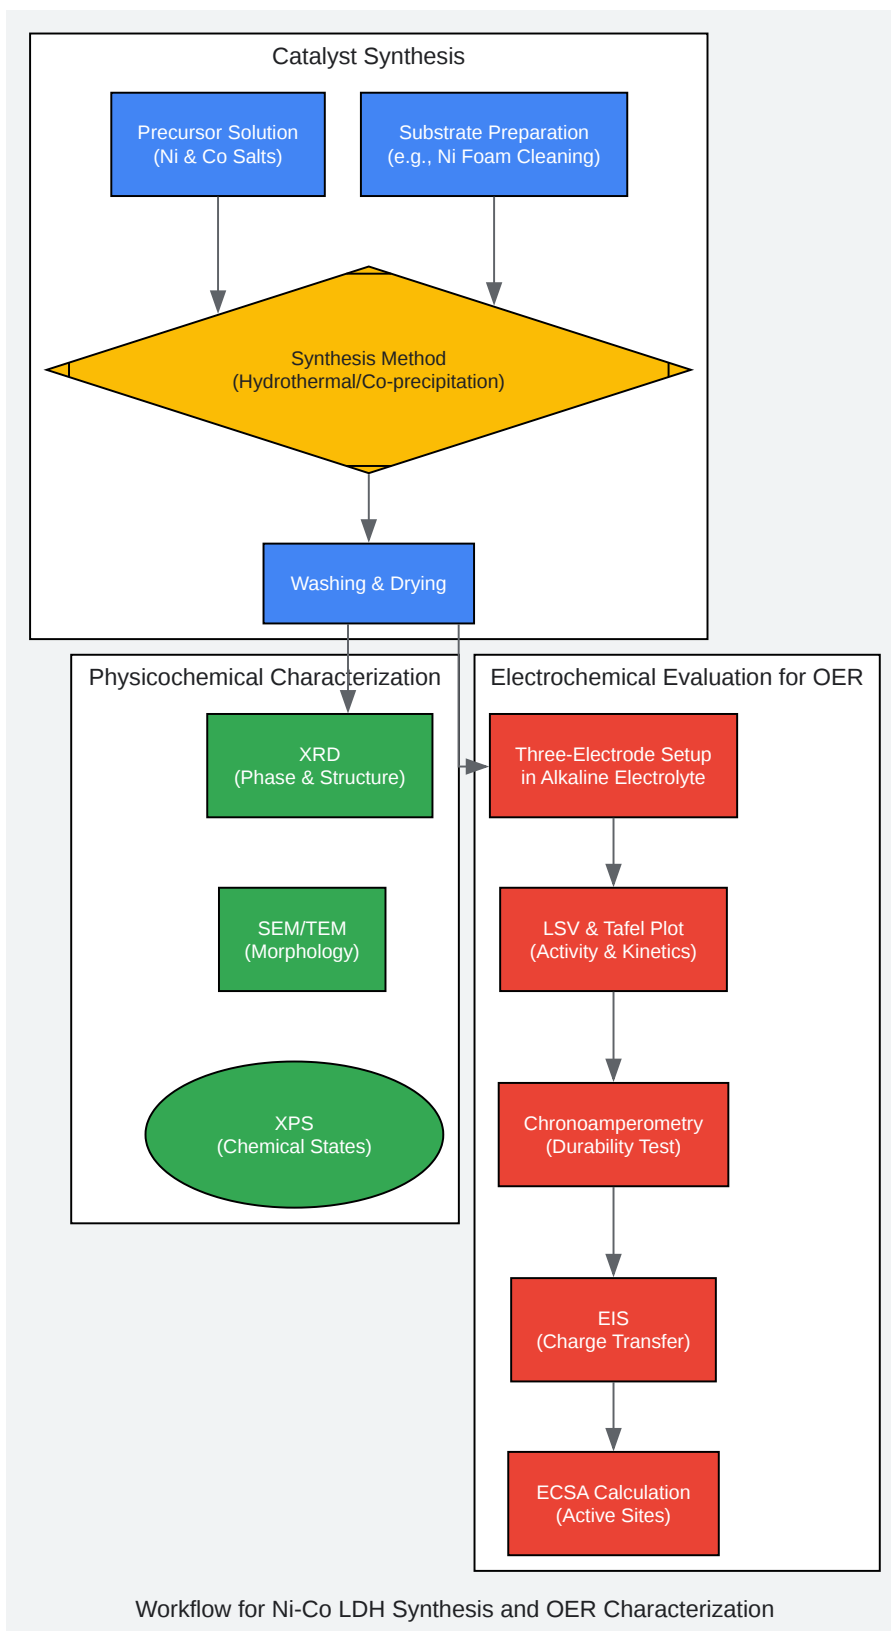 Catalyst Synthesis
Precursor Solution
(Ni & Co Salts)
Substrate Preparation
(e.g., Ni Foam Cleaning)
Synthesis Method
(Hydrothermal/Co-precipitation)
Washing & Drying
Physicochemical Characterization
XRD
(Phase & Structure)
SEM/TEM
(Morphology)
XPS
(Chemical States)
Electrochemical Evaluation for OER
Three-Electrode Setup
in Alkaline Electrolyte
LSV & Tafel Plot
(Activity & Kinetics)
Chronoamperometry
(Durability Test)
EIS
(Charge Transfer)
ECSA Calculation
(Active Sites)
Workflow for Ni-Co LDH Synthesis and OER Characterization